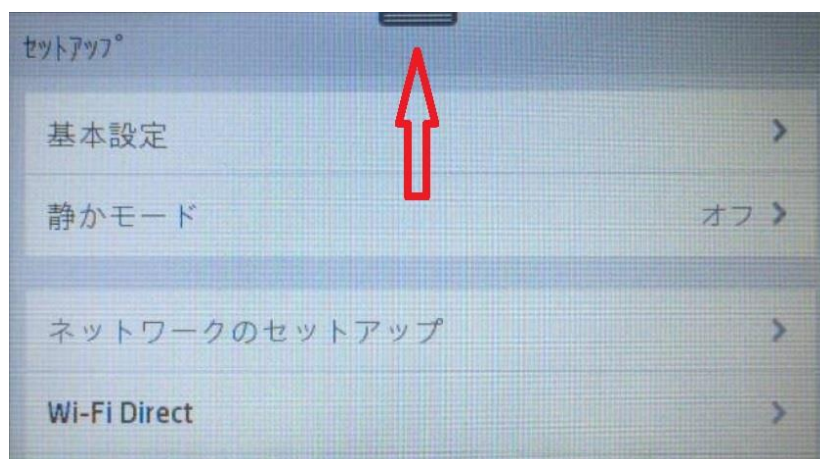 ｾｯﾄｱｯﾌﾟ
基本設定
静かモード
オフ
ネットワークのセットアップ
Wi-Fi Direct